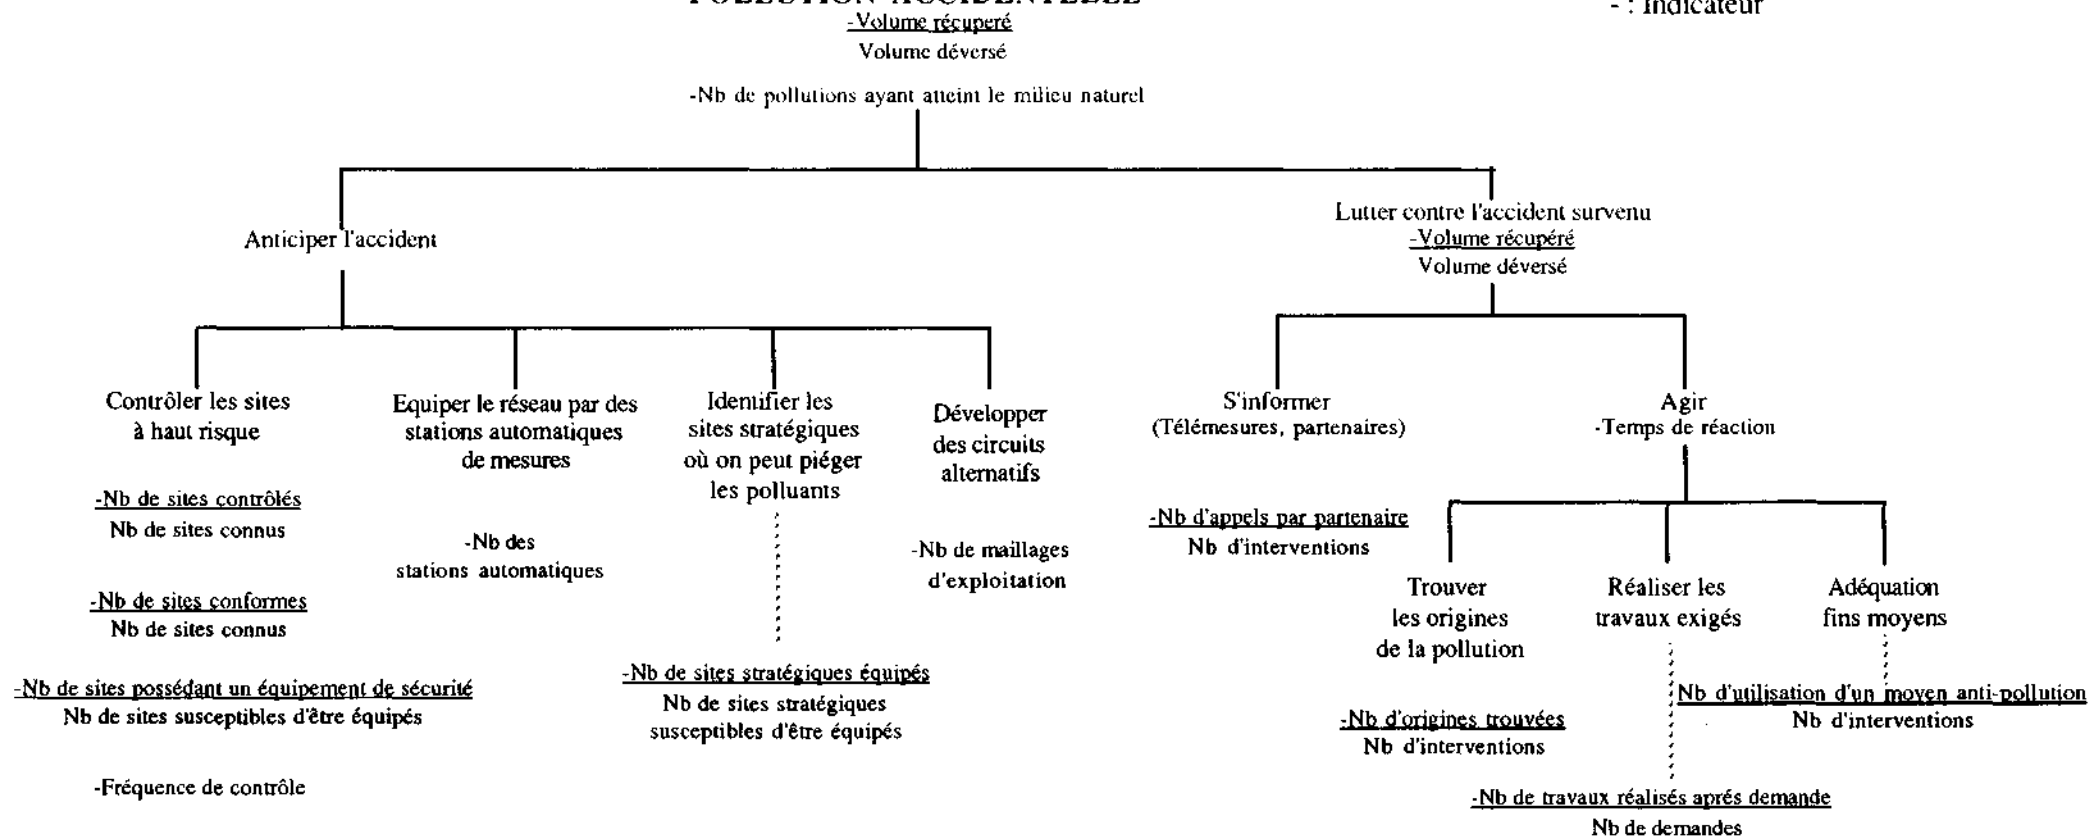 POLLUTION ACCIDENTELLE
- : Indicateur
-Volume récuperé
Volume déversé
-Nb de pollutions ayant atteint le milieu naturel
Anticiper l'accident
Lutter contre l'accident survenu
-Volume récupéré
Volume déversé
Contrôler les sites
à haut risque
-Nb de sites contrôlés
Nb de sites connus
-Nb de sites conformes
Nb de sites connus
-Nb de sites possédant un équipement de sécurité
Nb de sites susceptibles d'être équipés
-Fréquence de contrôle
Equiper le réseau par des
stations automatiques
de mesures
-Nb des
stations automatiques
Identifier les
sites stratégiques
où on peut piéger
les polluants
-Nb de sites stratégiques équipés
Nb de sites stratégiques
susceptibles d'être équipés
Développer
des circuits
alternatifs
-Nb de maillages
d'exploitation
S'informer
(Télémesures, partenaires)
-Nb d'appels par partenaire
Nb d'interventions
Agir
-Temps de réaction
Trouver
les origines
de la pollution
-Nb d'origines trouvées
Nb d'interventions
Réaliser les
travaux exigés
-Nb de travaux réalisés aprés demande
Nb de demandes
Adéquation
fins moyens
Nb d'utilisation d'un moyen anti-pollution
Nb d'interventions